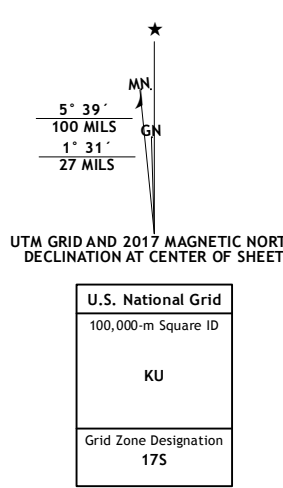 MN.
5° 39´
100 MILS
GN
1° 31´
27 MILS
UTM GRID AND 2017 MAGNETIC NORT
DECLINATION AT CENTER OF SHEET
U.S. National Grid
100,000-m Square ID
KU
Grid Zone Designation
17S